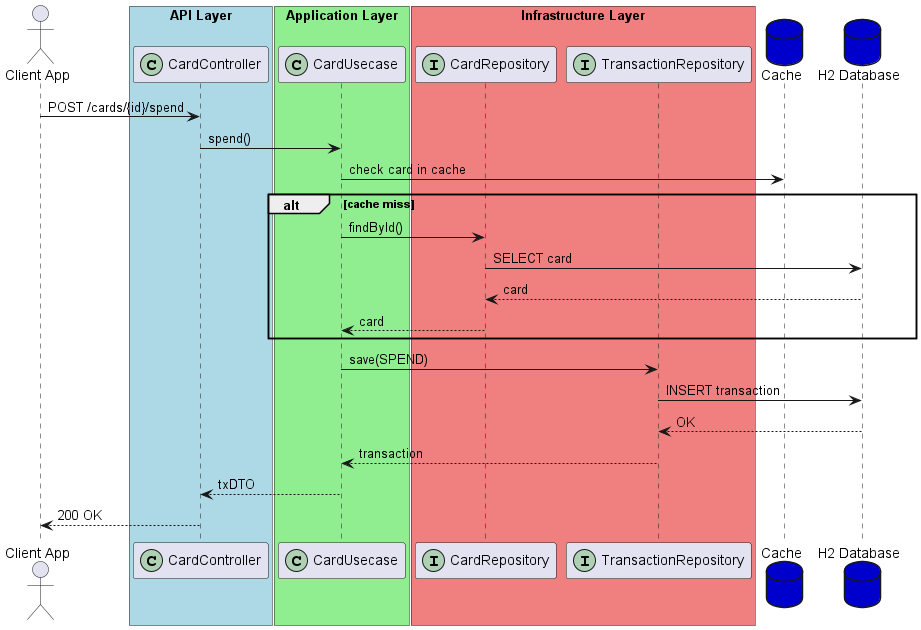 API Layer
Application Layer
Infrastructure Layer
Client App
C CardController
C CardUsecase
I CardRepository
I TransactionRepository
Cache
H2 Database
POST /cards/{id}/spend
spend()
check card in cache
alt
[cache miss]
findById()
SELECT card
card
card
save(SPEND)
INSERT transaction
OK
transaction
txDTO
200 OK
Client App
C CardController
C CardUsecase
I CardRepository
I TransactionRepository
Cache
H2 Database